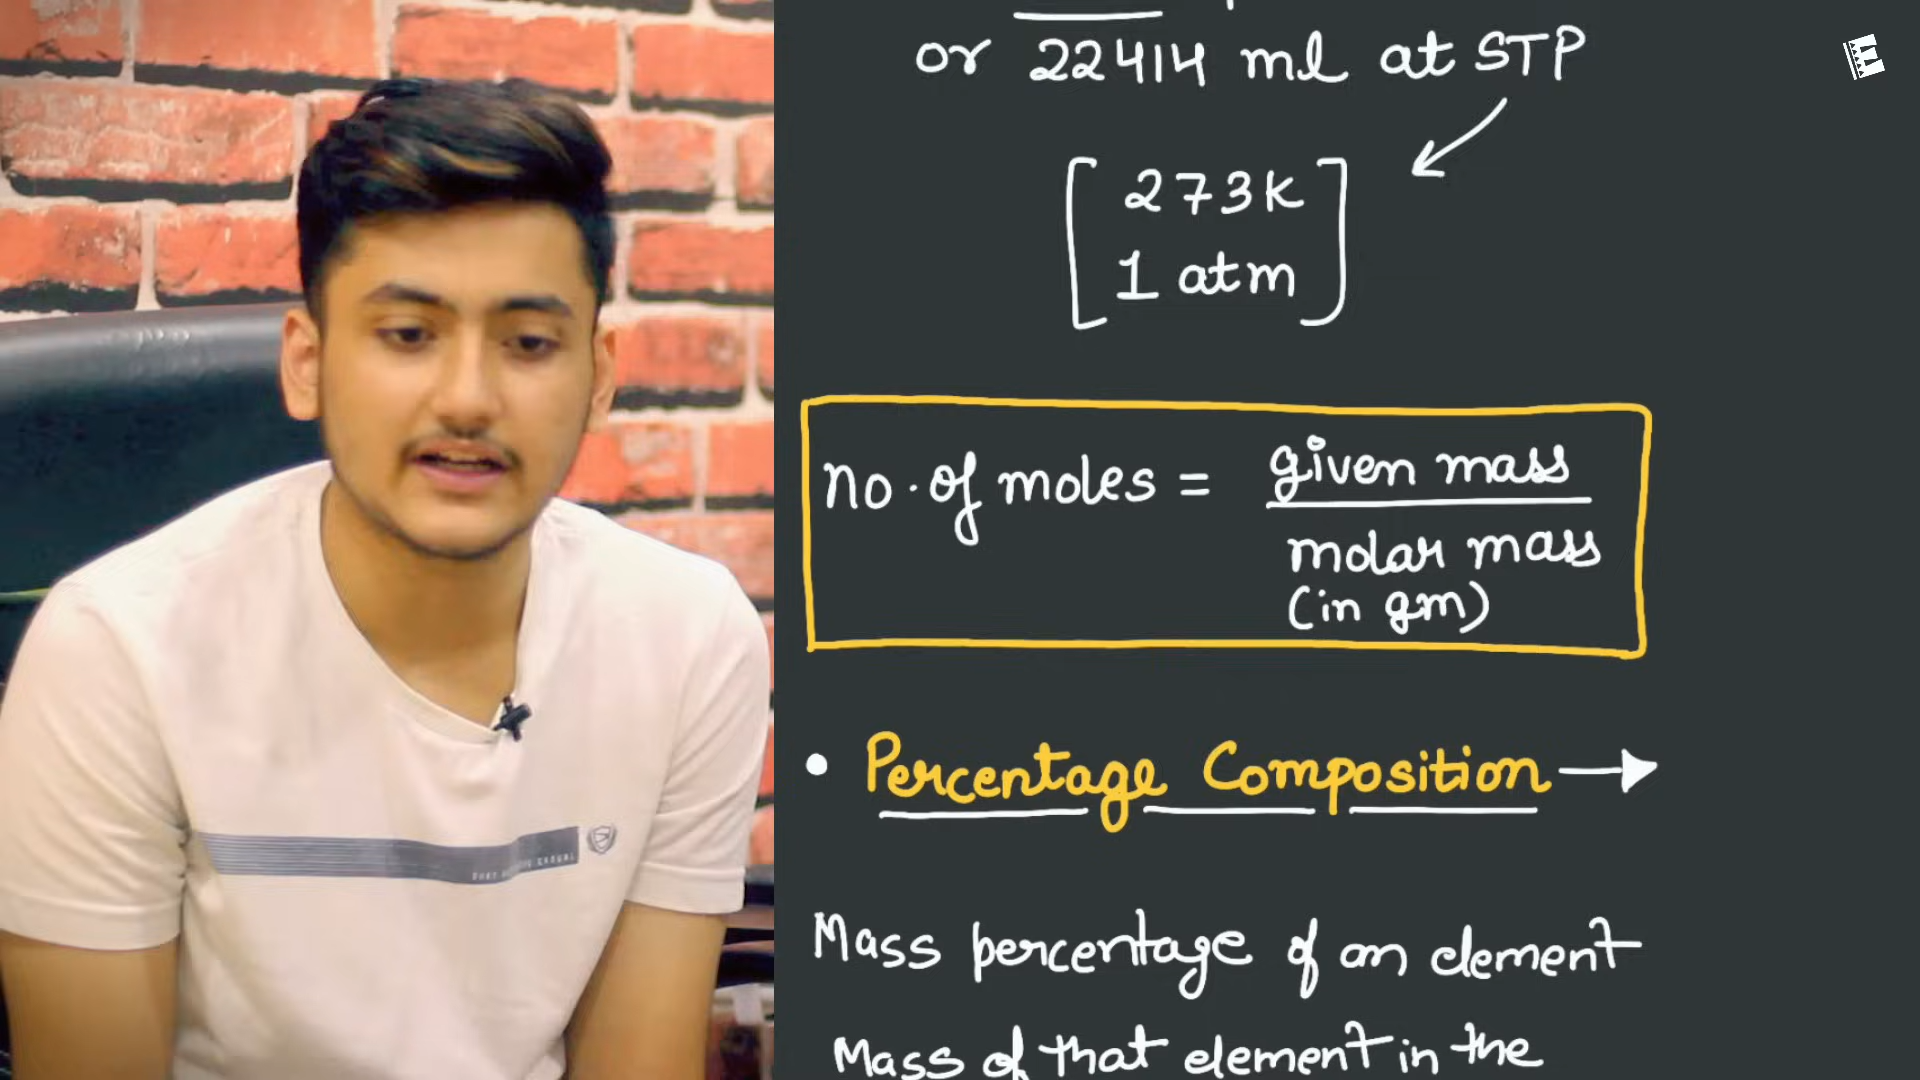 or 22414 ml at STP
273K
1 atm
no. of moles = given mass
molar mass
(in gm)
• Percentage Composition →
Mass percentage of an element
Mass of that element in the